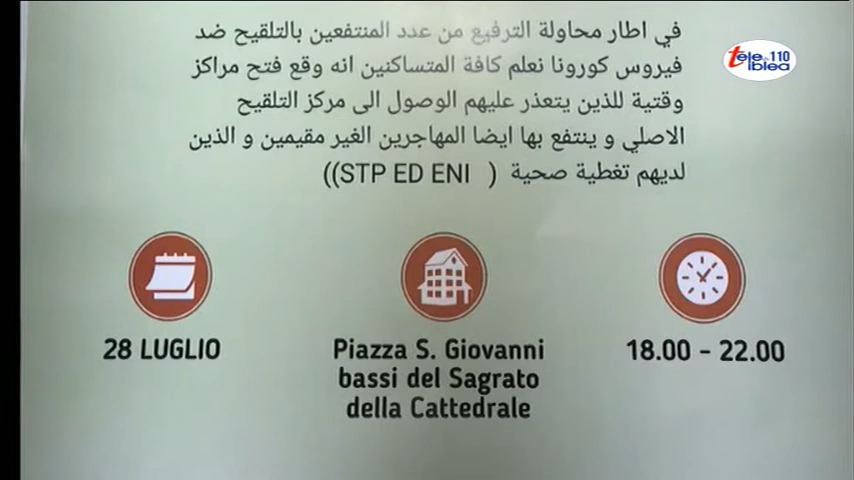 في اطار محاولة الترفيع من عدد المنتفعين بالتلقيح ضد
فيروس كورونا نعلم كافة المتساكنين انه وقع فتح مراكز
وقتية للذين يتعذر عليهم الوصول الى مركز التلقيح
الاصلي و ينتفع بها ايضا المهاجرين الغير مقيمين و الذين
لديهم تغطية صحية ( STP ED ENI))
28 LUGLIO
Piazza S. Giovanni
bassi del Sagrato
della Cattedrale
18.00 - 22.00
Téle 110
iblea